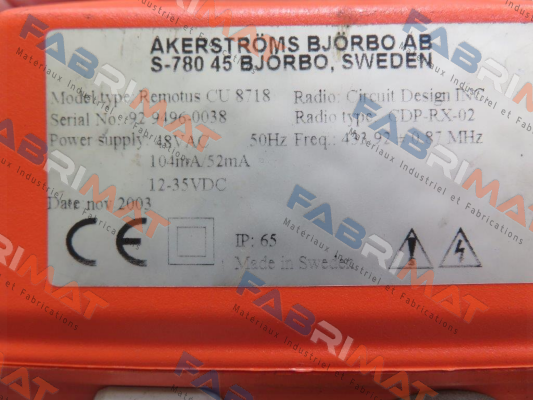 AKERSTRÖMS BJÖRBO AB
S-780 45 BJÖRBO, SWEDEN
Model type: Remotus CU 8718 Radio: Circuit Design INC
Serial No.: 92 9496-0038 Radio type: CDP-RX-02
Power supply: 48VAC 50Hz Freq.: MHz
104mA/52mA
12-35VDC
Date nov 2003
CE IP: 65
Made in Sweden
FABRIMAT
Materiaux Industriel et Fabrications